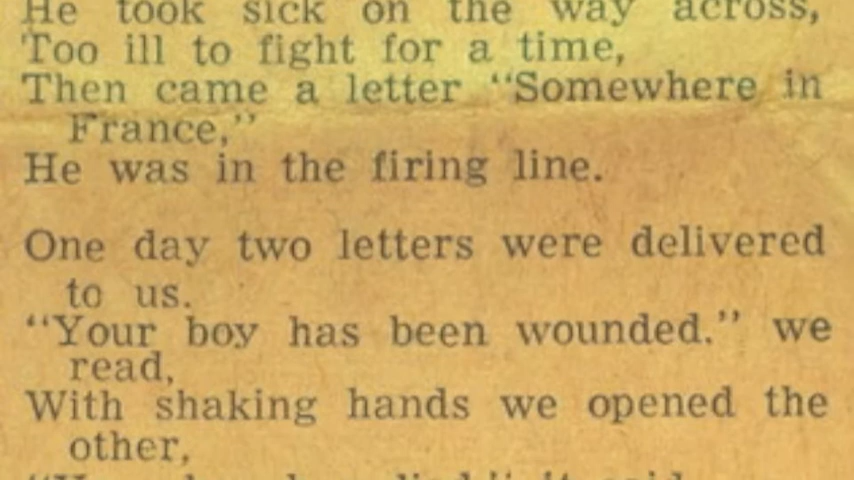 He took sick on the way across,
Too ill to fight for a time,
Then came a letter “Somewhere in
France,”
He was in the firing line.
One day two letters were delivered
to us.
“Your boy has been wounded.” we
read,
With shaking hands we opened the
other,